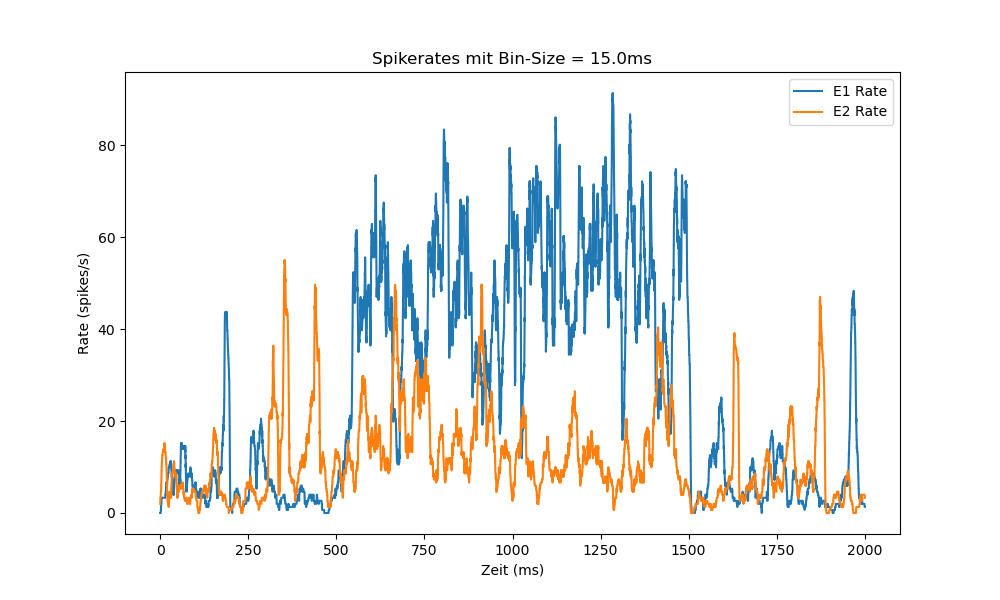 Spikerates mit Bin-Size = 15.0ms
E1 Rate
E2 Rate
Rate (spikes/s)
80
60
40
20
0
0 250 500 750 1000 1250 1500 1750 2000
Zeit (ms)